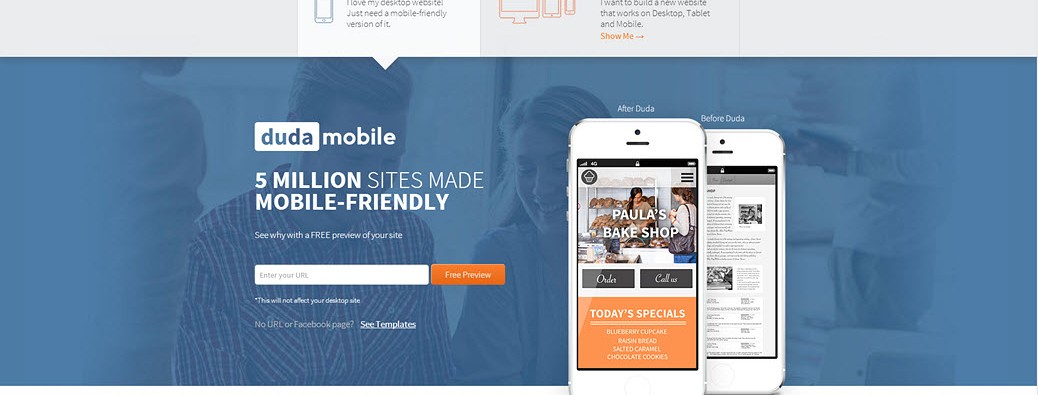 I love my desktop website!
Just need a mobile-friendly
version of it.
I want to build a new website
that works on Desktop, Tablet
and Mobile.
Show Me →
duda mobile
5 MILLION SITES MADE
MOBILE-FRIENDLY
See why with a FREE preview of your site
Enter your URL
Free Preview
*This will not affect your desktop site
No URL or Facebook page? See Templates
After Duda
Before Duda
4G
PAULA'S
BAKE SHOP
Order
Call us
TODAY'S SPECIALS
BLUEBERRY CUPCAKE
RAISIN BREAD
SALTED CARAMEL
CHOCOLATE COOKIES